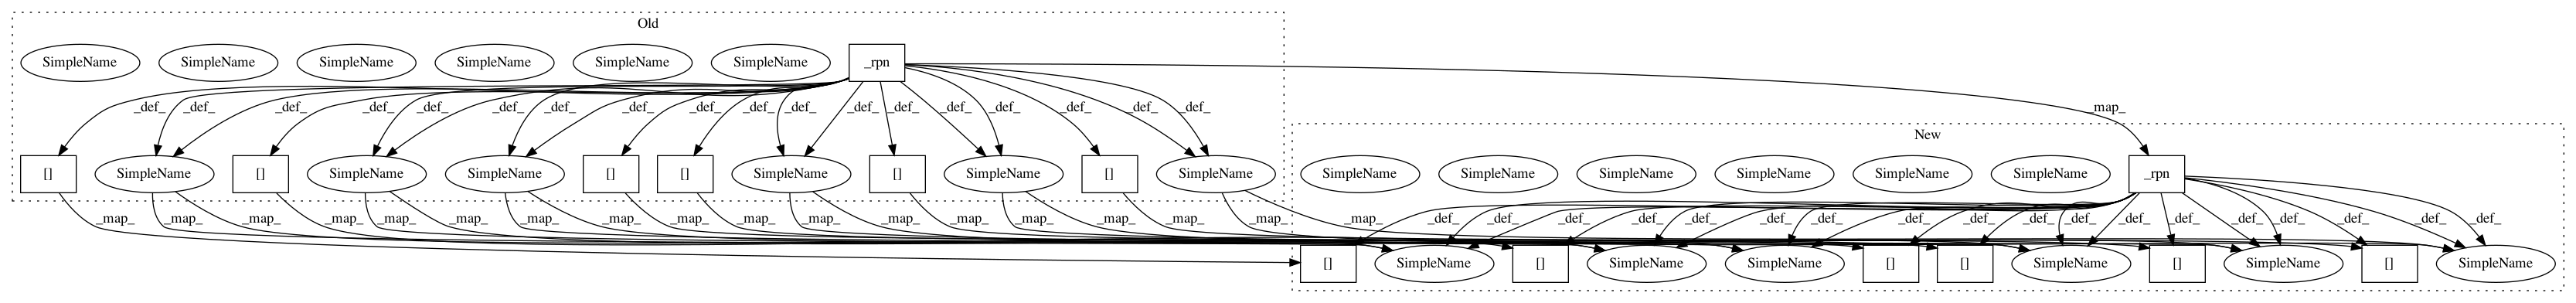 Old
SimpleName SimpleName SimpleName SimpleName SimpleName SimpleName _rpn
_def_ _def_ _def_ _def_ _def_ _def_ _def_ _def_ _def_ _def_ _def_ _def_ _def_ _def_ _def_ _def_ _def_ _def_ _map_
New
[] SimpleName [] SimpleName SimpleName [] [] SimpleName [] SimpleName [] SimpleName SimpleName SimpleName SimpleName SimpleName SimpleName SimpleName _rpn
_map_ _map_ _map_ _map_ _map_ _map_ _map_ _map_ _map_ _map_ _map_ _map_ _map_ _map_ _map_ _map_ _map_ _map_ _def_ _def_ _def_ _def_ _def_ _def_ _def_ _def_ _def_ _def_ _def_ _def_ _def_ _def_ _def_ _def_ _def_ _def_
[] SimpleName [] SimpleName SimpleName [] [] SimpleName [] SimpleName [] SimpleName